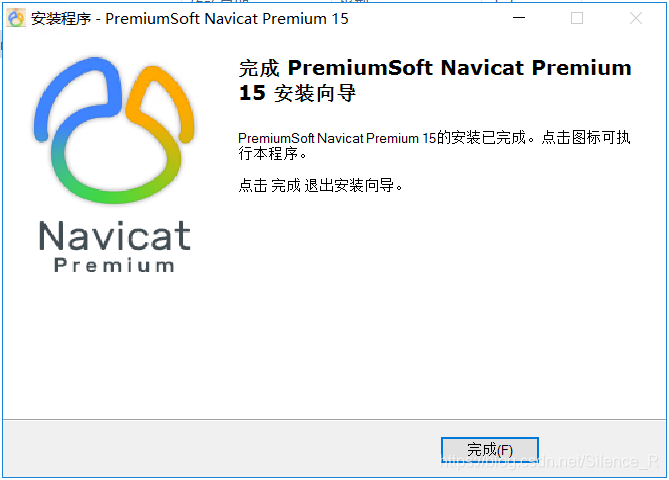 安装程序 - PremiumSoft Navicat Premium 15
完成 PremiumSoft Navicat Premium
15 安装向导
PremiumSoft Navicat Premium 15的安装已完成。点击图标可执
行本程序。
点击 完成 退出安装向导。
Navicat
Premium
完成(F)
https://blog.csdn.net/Silence_R